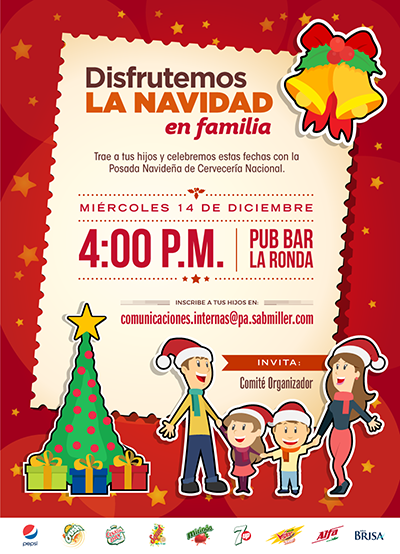 Disfrutemos
LA NAVIDAD
en familia
Trae a tus hijos y celebremos estas fechas con la
Posada Navideña de Cervecería Nacional.
MIÉRCOLES 14 DE DICIEMBRE
4:00 P.M.
PUB BAR
LA RONDA
INSCRIBE A TUS HIJOS EN:
comunicaciones.internas@pa.sabmiller.com
INVITA:
Comité Organizador
pepsi
Malta
7UP
Alfa
BRISA